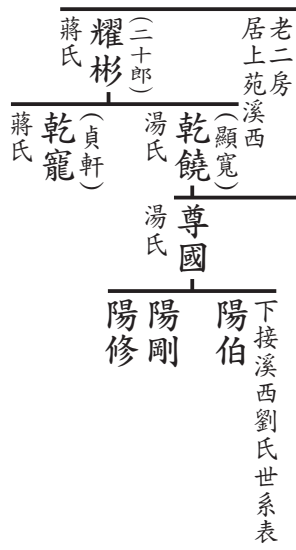 老二房
居上苑溪西
(二十郎)
耀彬
蔣氏
(顯寬)
乾饒
湯氏
(貞軒)
乾寵
蔣氏
尊國
湯氏
下接溪西劉氏世系表
陽伯
陽剛
陽修